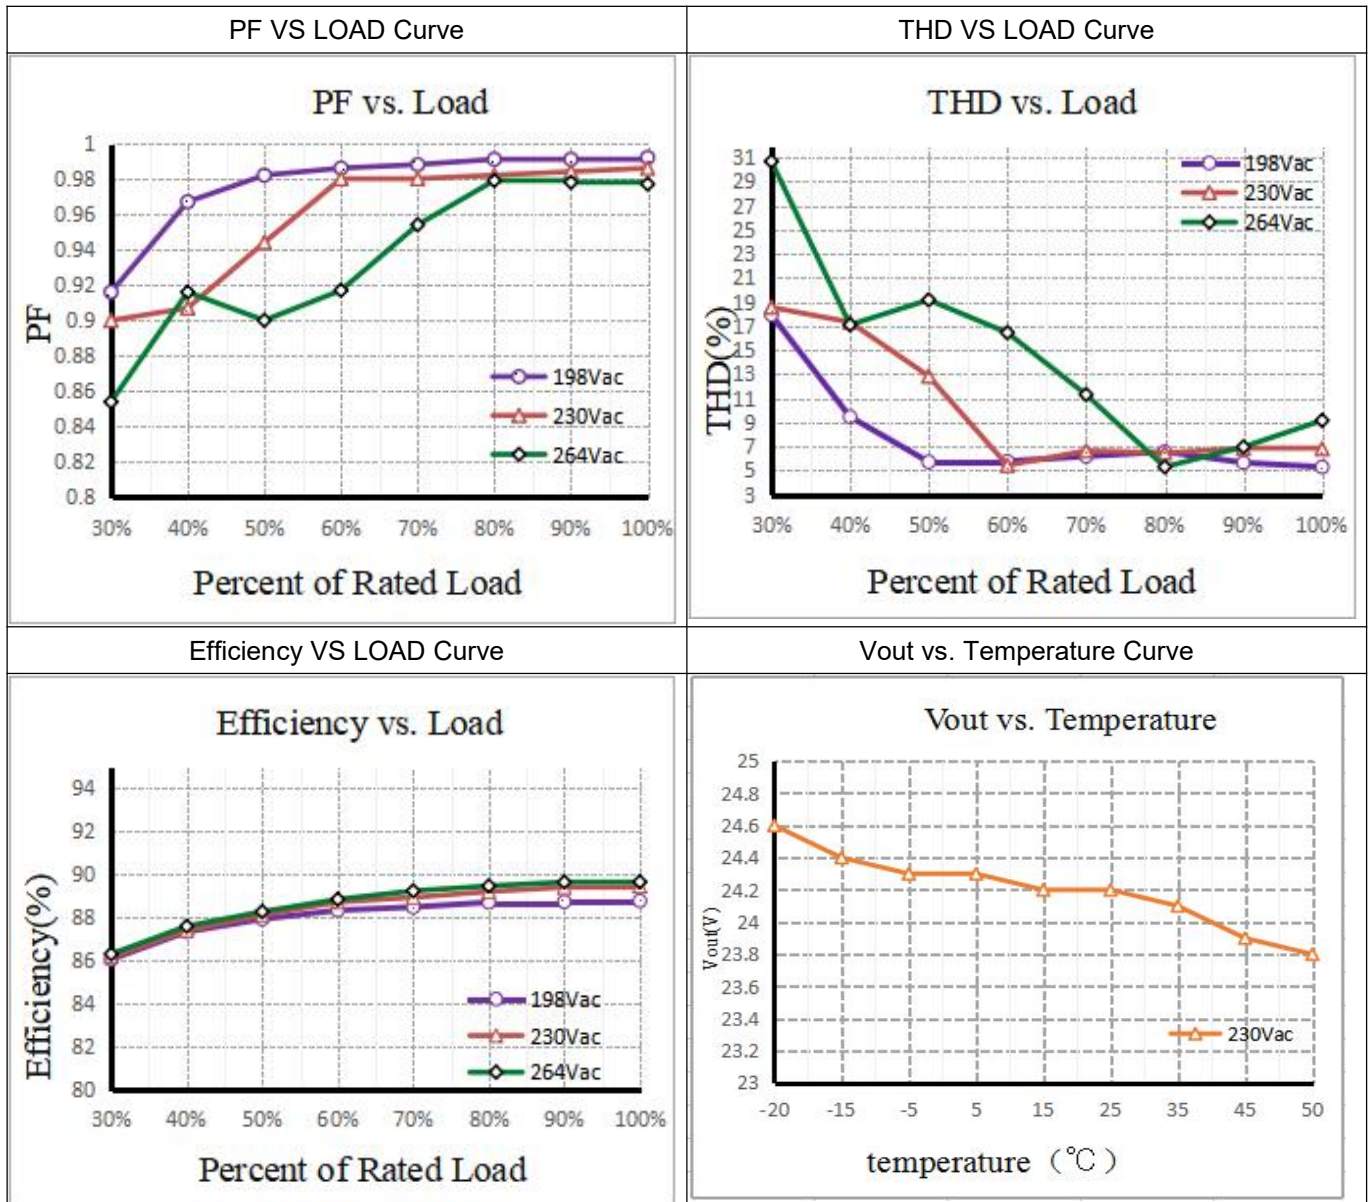 PF VS LOAD Curve
THD VS LOAD Curve
PF vs. Load
1
0.98
0.96
0.94
0.92
0.9
0.88
0.86
0.84
0.82
0.8
PF
198Vac
230Vac
264Vac
30% 40% 50% 60% 70% 80% 90% 100%
Percent of Rated Load
THD vs. Load
31
29
27
25
23
21
19
17
15
13
11
9
7
5
3
THD(%)
198Vac
230Vac
264Vac
30% 40% 50% 60% 70% 80% 90% 100%
Percent of Rated Load
Efficiency VS LOAD Curve
Vout vs. Temperature Curve
Efficiency vs. Load
94
92
90
88
86
84
82
80
Efficiency(%)
198Vac
230Vac
264Vac
30% 40% 50% 60% 70% 80% 90% 100%
Percent of Rated Load
Vout vs. Temperature
25
24.8
24.6
24.4
24.2
24
23.8
23.6
23.4
23.2
23
Vout(V)
230Vac
-20 -15 -5 5 15 25 35 45 50
temperature（℃）